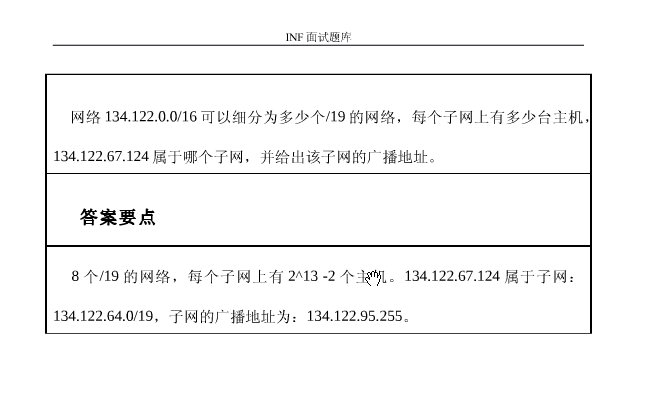 INF 面试题库
网络 134.122.0.0/16 可以细分为多少个/19 的网络，每个子网上有多少台主机，
134.122.67.124 属于哪个子网，并给出该子网的广播地址。
答案要点
8 个/19 的网络，每个子网上有 2^13 -2 个主机。134.122.67.124 属于子网：
134.122.64.0/19，子网的广播地址为：134.122.95.255。